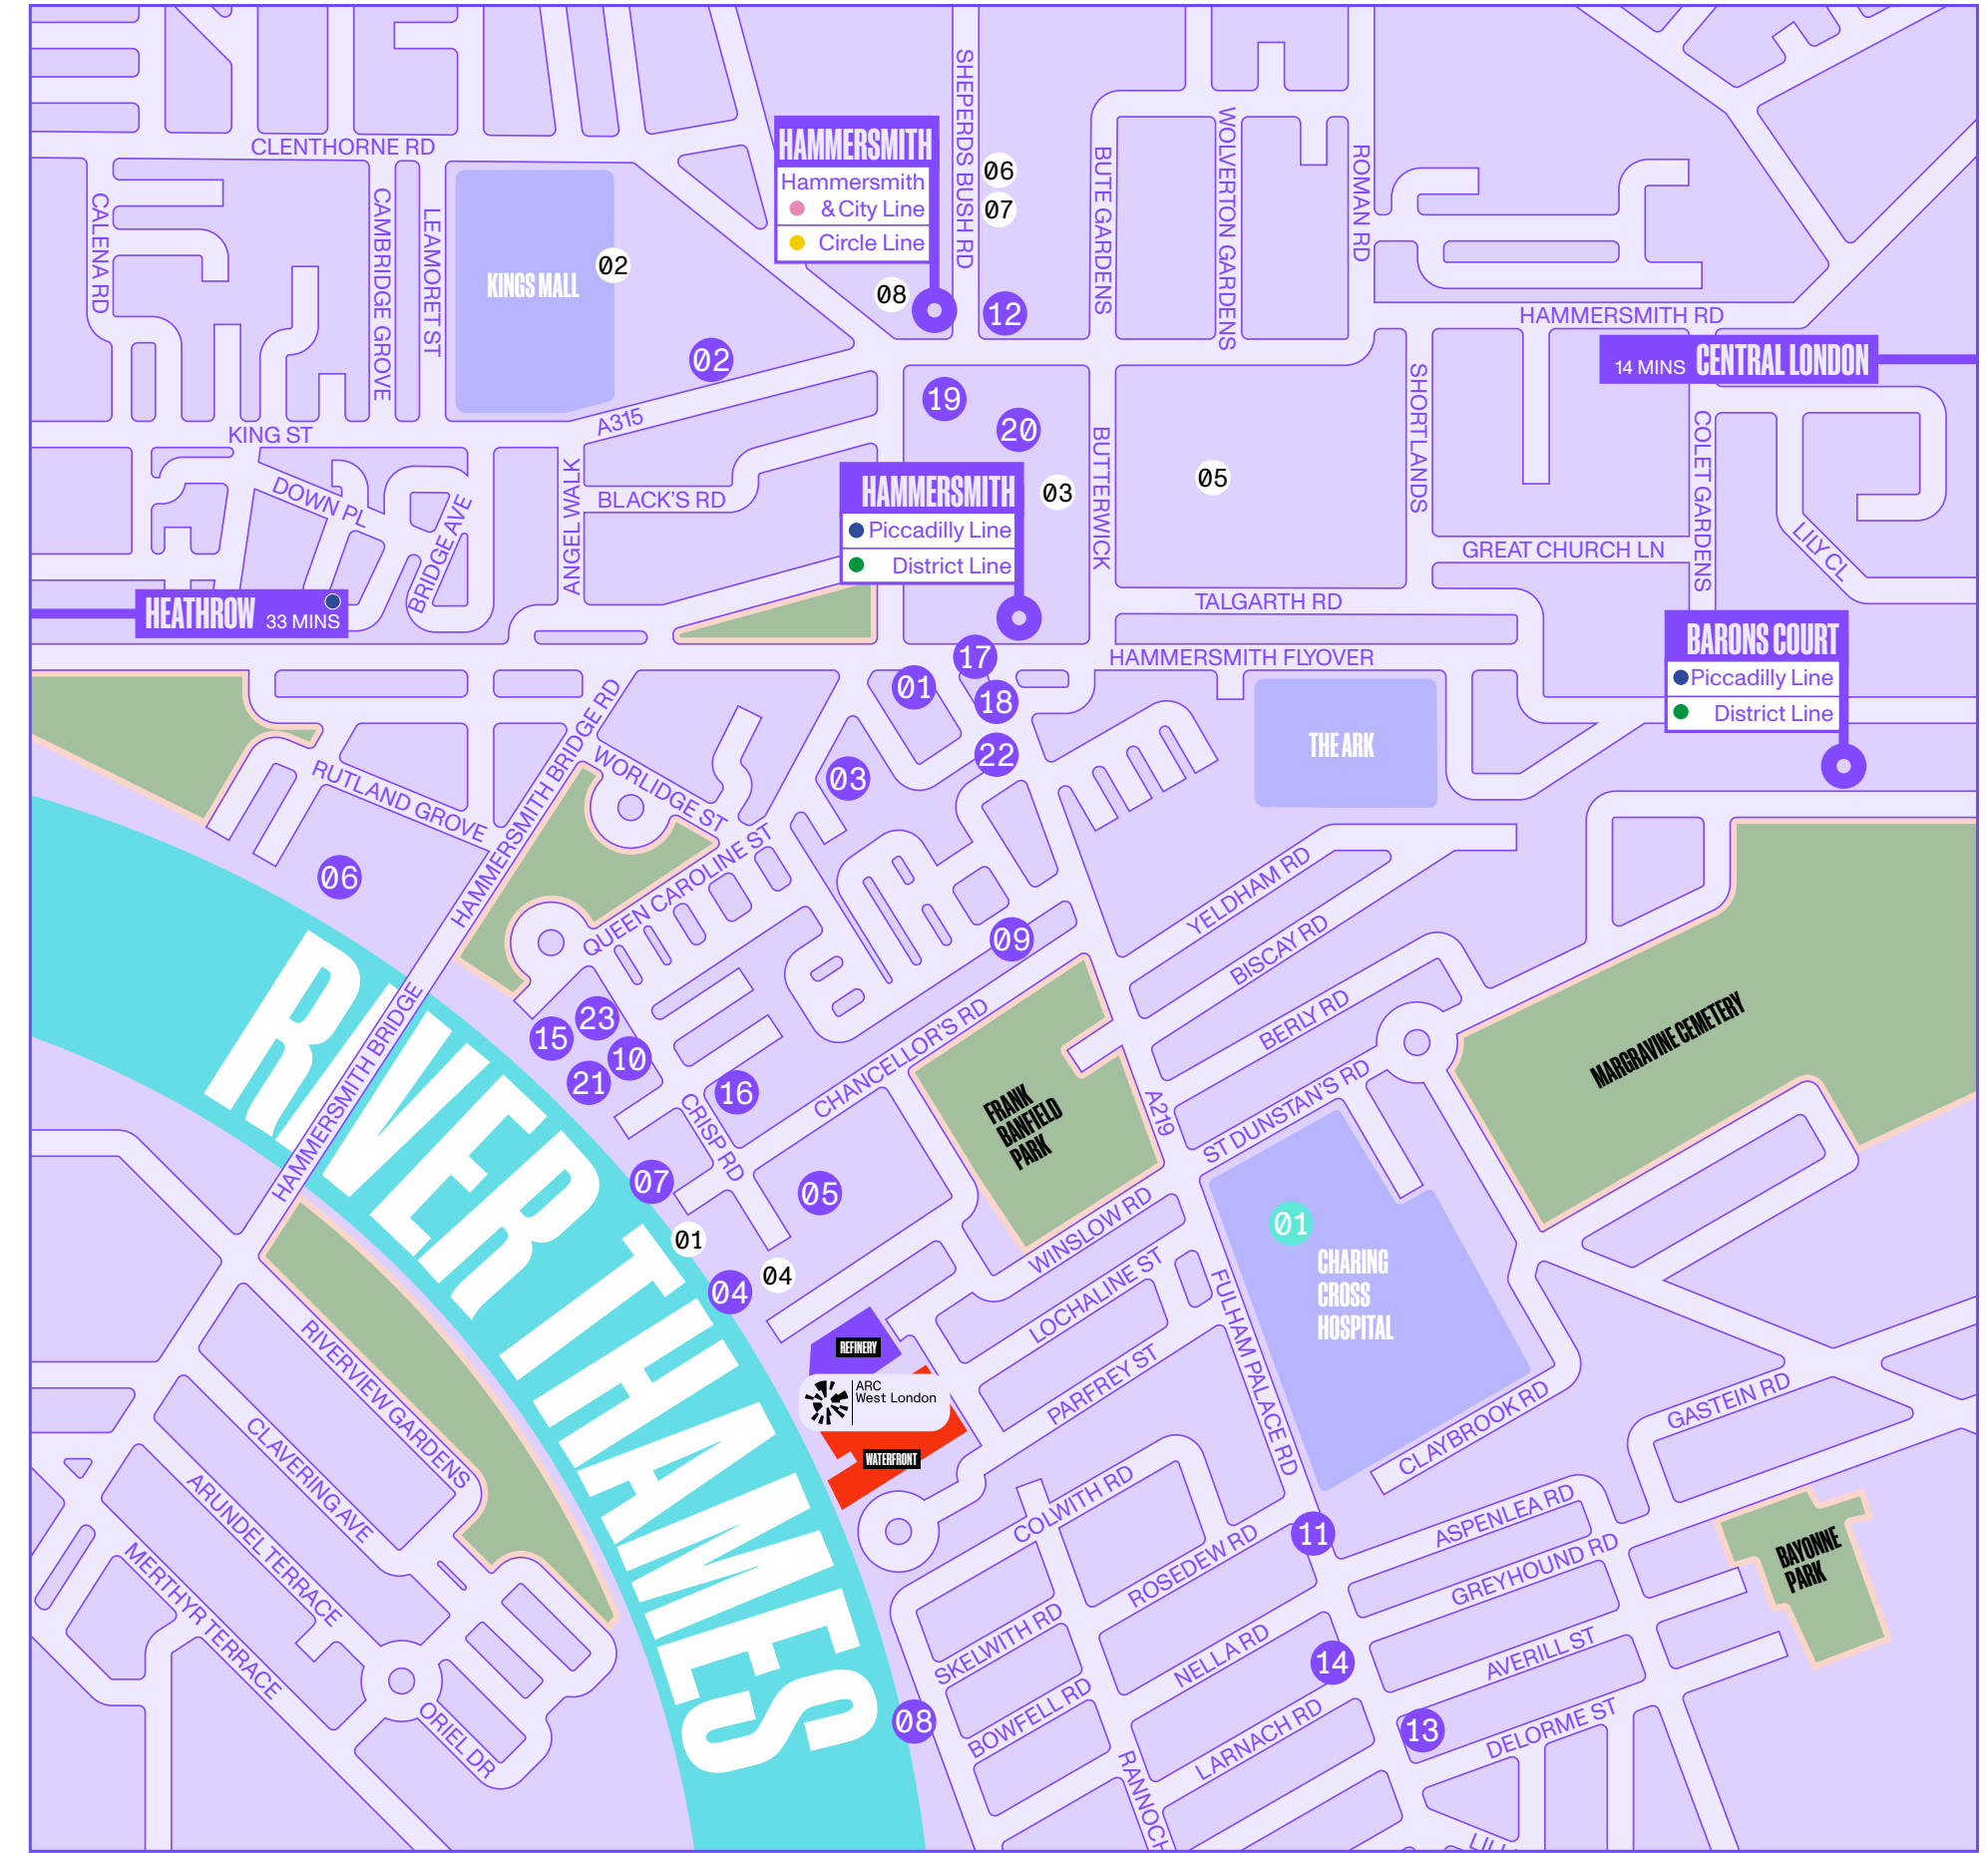 SHEPERDS BUSH RD
HAMMERSMITH
Hammersmith
& City Line
Circle Line
06
07
08
12
CLENTHORNE RD
CALENA RD
CAMBRIDGE GROVE
LEAMORET ST
KINGS MALL
02
02
BUTE GARDENS
WOLVERTON GARDENS
ROMAN RD
HAMMERSMITH RD
14 MINS CENTRAL LONDON
KING ST
A315
19
20
03
05
SHORTLANDS
COLET GARDENS
LILY CL
DOWN PL
BRIDGE AVE
ANGEL WALK
BLACK'S RD
HAMMERSMITH
Piccadilly Line
District Line
BUTTERWICK
GREAT CHURCH LN
HEATHROW 33 MINS
TALGARTH RD
HAMMERSMITH FLYOVER
BARONS COURT
Piccadilly Line
District Line
17
01
18
22
03
THE ARK
HAMMERSMITH BRIDGE RD
WORLIDGE ST
RUTLAND GROVE
QUEEN CAROLINE ST
06
09
YELDHAM RD
BISCAY RD
BERLY RD
ST DUNSTAN'S RD
MARGRAVINE CEMETERY
HAMMERSMITH BRIDGE
RIVER THAMES
23
15
10
21
16
CHANCELLOR'S RD
CRISP RD
FRANK
BANFIELD
PARK
A219
07
05
01
04
04
WINSLOW RD
LOCHALINE ST
PARFREY ST
FULHAM PALACE RD
01
CHARING
CROSS
HOSPITAL
REFINERY
ARC
West London
WATERFRONT
RIVERVIEW GARDENS
CLAVERING AVE
ARUNDEL TERRACE
MERTHYR TERRACE
ORIEL DR
CLAYBROOK RD
GASTEIN RD
COLWITH RD
ROSEDEW RD
11
ASPENLEA RD
GREYHOUND RD
BAYONNE
PARK
SKELWITH RD
NELLA RD
14
AVERILL ST
08
BOWFELL RD
LARNACH RD
13
DELORME ST
RANNOCH